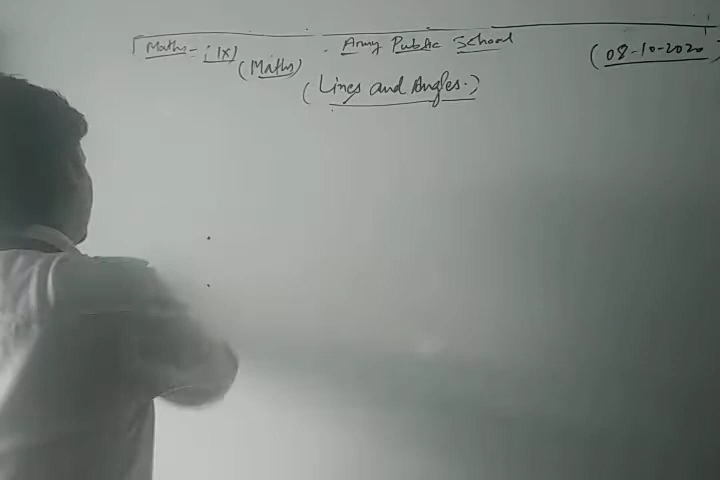 Maths - IX Army Public School (08-10-2020)
(Maths)
(Lines and Angles.)